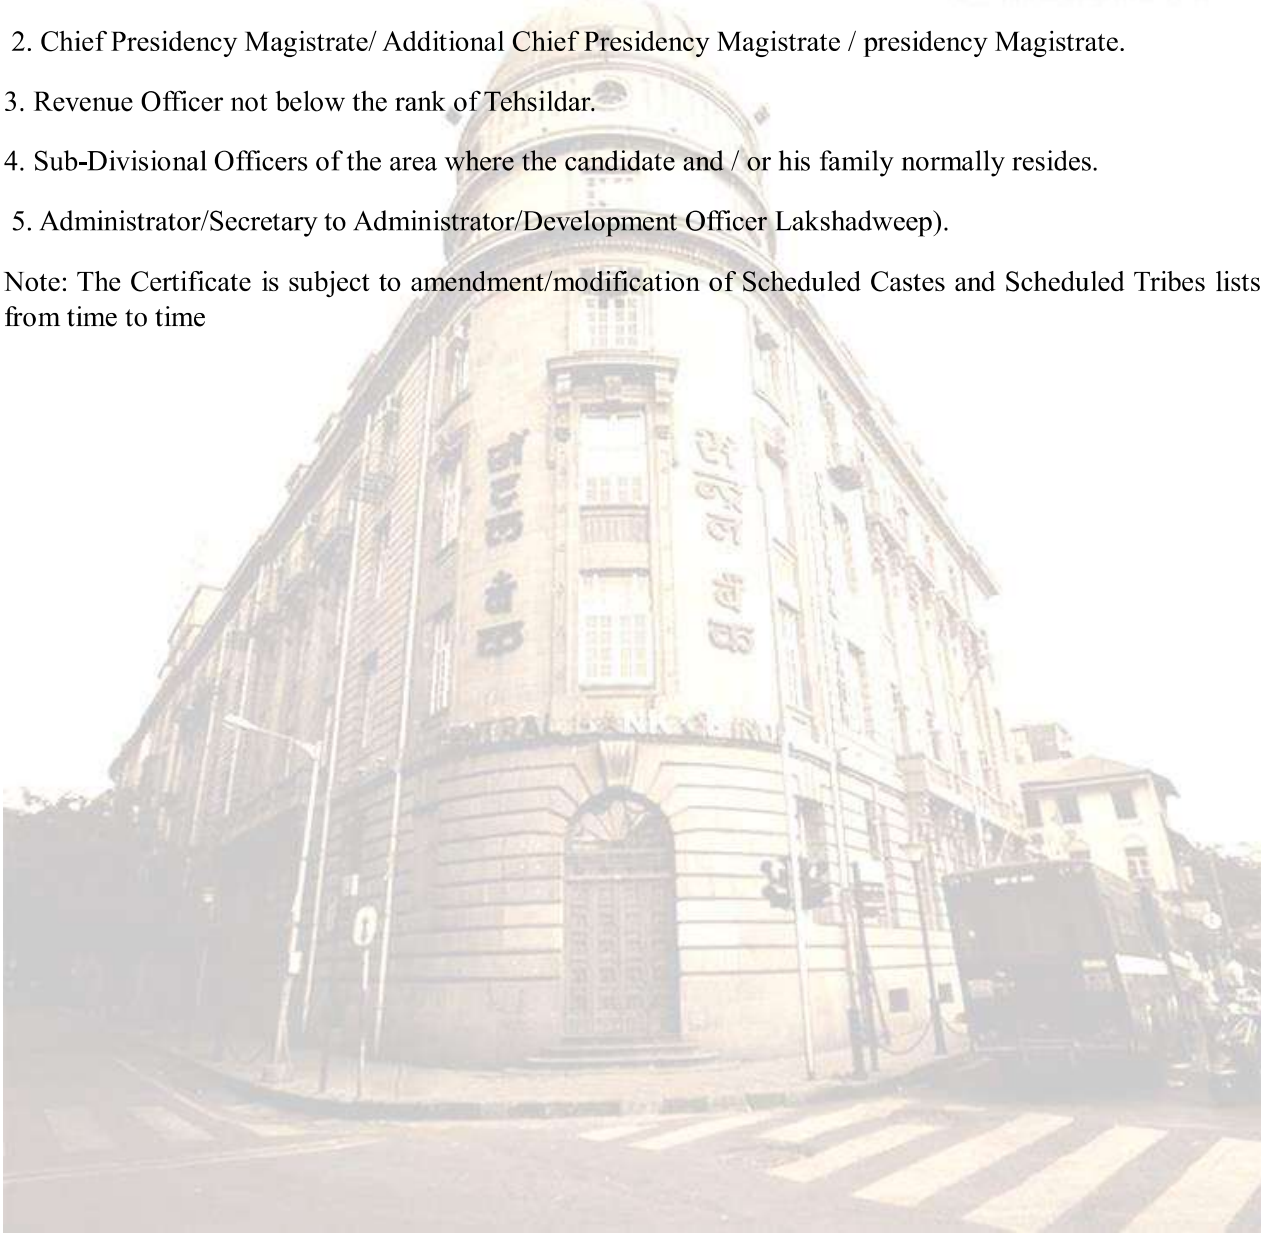 2. Chief Presidency Magistrate/ Additional Chief Presidency Magistrate / presidency Magistrate.
3. Revenue Officer not below the rank of Tehsildar.
4. Sub-Divisional Officers of the area where the candidate and / or his family normally resides.
5. Administrator/Secretary to Administrator/Development Officer Lakshadweep).
Note: The Certificate is subject to amendment/modification of Scheduled Castes and Scheduled Tribes lists
from time to time